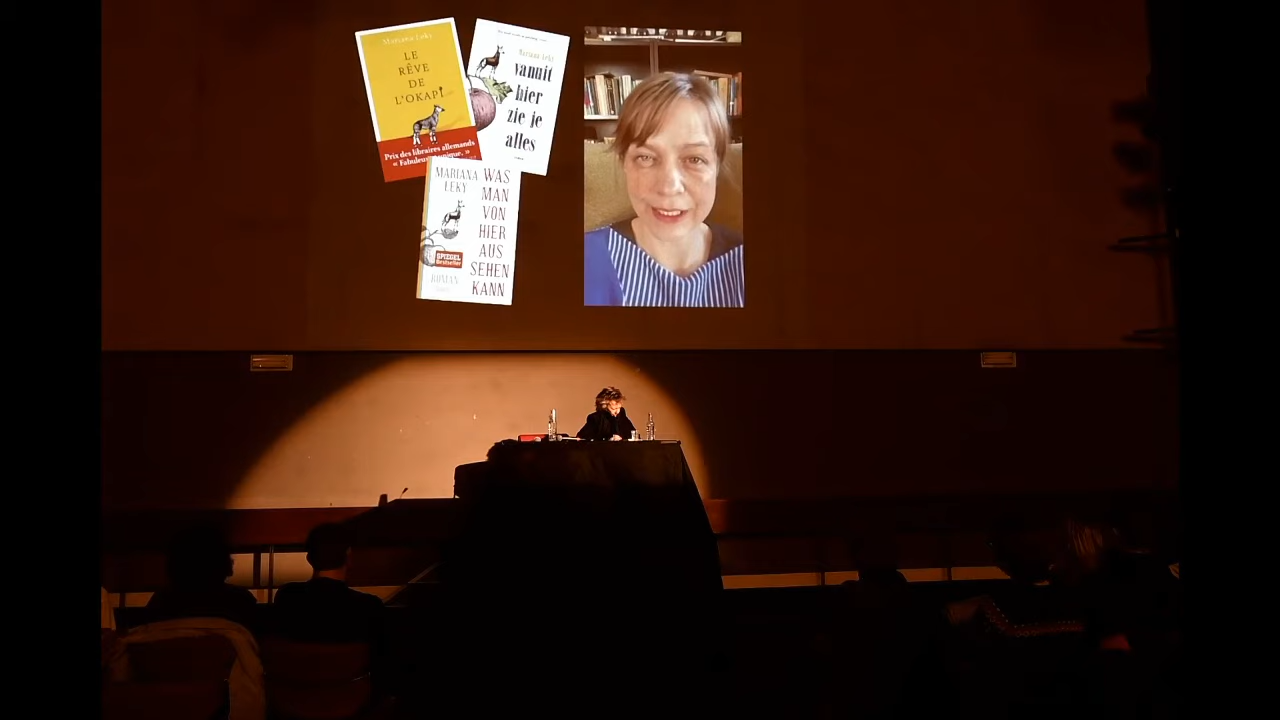 Mariana Leky
LE
RÊVE
DE
L'OKAPI
Prix des libraires allemands
Mariana Leky
vanuit
hier
zie je
alles
MARIANA
LEKY
WAS
MAN
VON
HIER
AUS
SEHEN
KANN
SPIEGEL
Bestseller
ROMAN